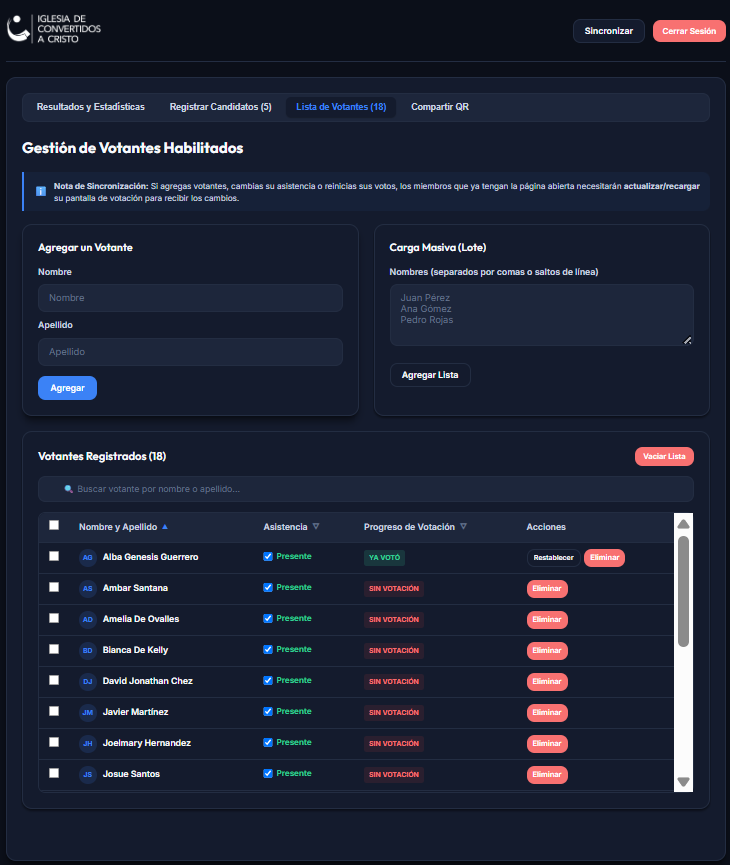 IGLESIA DE
CONVERTIDOS
A CRISTO
Sincronizar
Cerrar Sesión
Resultados y Estadísticas
Registrar Candidatos (5)
Lista de Votantes (18)
Compartir QR
Gestión de Votantes Habilitados
Nota de Sincronización: Si agregas votantes, cambias su asistencia o reinicias sus votos, los miembros que ya tengan la página abierta necesitarán actualizar/recargar
su pantalla de votación para recibir los cambios.
Agregar un Votante
Nombre
Nombre
Apellido
Apellido
Agregar
Carga Masiva (Lote)
Nombres (separados por comas o saltos de línea)
Juan Pérez
Ana Gómez
Pedro Rojas
Agregar Lista
Votantes Registrados (18)
Vaciar Lista
Buscar votante por nombre o apellido...
Nombre y Apellido ▲ Asistencia ▽ Progreso de Votación ▽ Acciones
AG Alba Genesis Guerrero Presente YA VOTÓ Restablecer Eliminar
AS Ambar Santana Presente SIN VOTACIÓN Eliminar
AD Amelia De Ovalles Presente SIN VOTACIÓN Eliminar
BD Bianca De Kelly Presente SIN VOTACIÓN Eliminar
DJ David Jonathan Chez Presente SIN VOTACIÓN Eliminar
JM Javier Martínez Presente SIN VOTACIÓN Eliminar
JH Joelmary Hernandez Presente SIN VOTACIÓN Eliminar
JS Josue Santos Presente SIN VOTACIÓN Eliminar